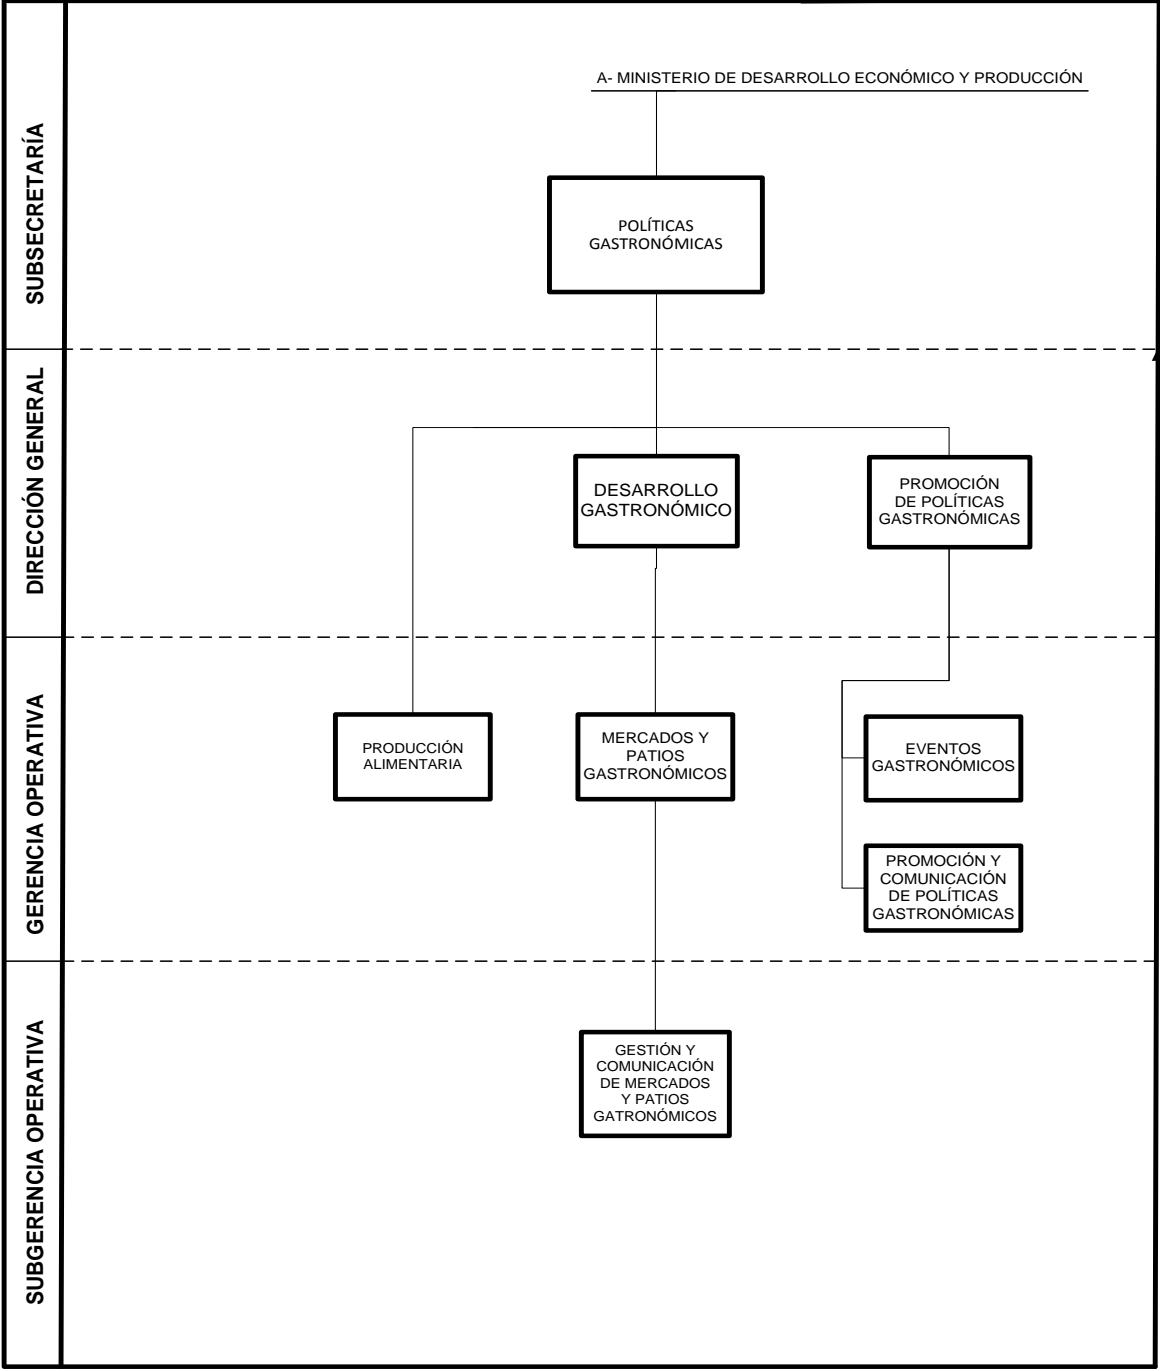 A- MINISTERIO DE DESARROLLO ECONÓMICO Y PRODUCCIÓN
SUBSECRETARÍA
POLÍTICAS
GASTRONÓMICAS
DIRECCIÓN GENERAL
DESARROLLO
GASTRONÓMICO
PROMOCIÓN
DE POLÍTICAS
GASTRONÓMICAS
GERENCIA OPERATIVA
PRODUCCIÓN
ALIMENTARIA
MERCADOS Y
PATIOS
GASTRONÓMICOS
EVENTOS
GASTRONÓMICOS
PROMOCIÓN Y
COMUNICACIÓN
DE POLÍTICAS
GASTRONÓMICAS
SUBGERENCIA OPERATIVA
GESTIÓN Y
COMUNICACIÓN
DE MERCADOS
Y PATIOS
GATRONÓMICOS